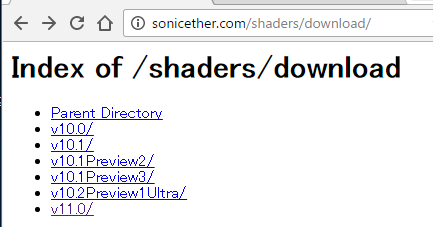 sonicether.com/shaders/download/
Index of /shaders/download
Parent Directory
v10.0/
v10.1/
v10.1Preview2/
v10.1Preview3/
v10.2Preview1Ultra/
v11.0/